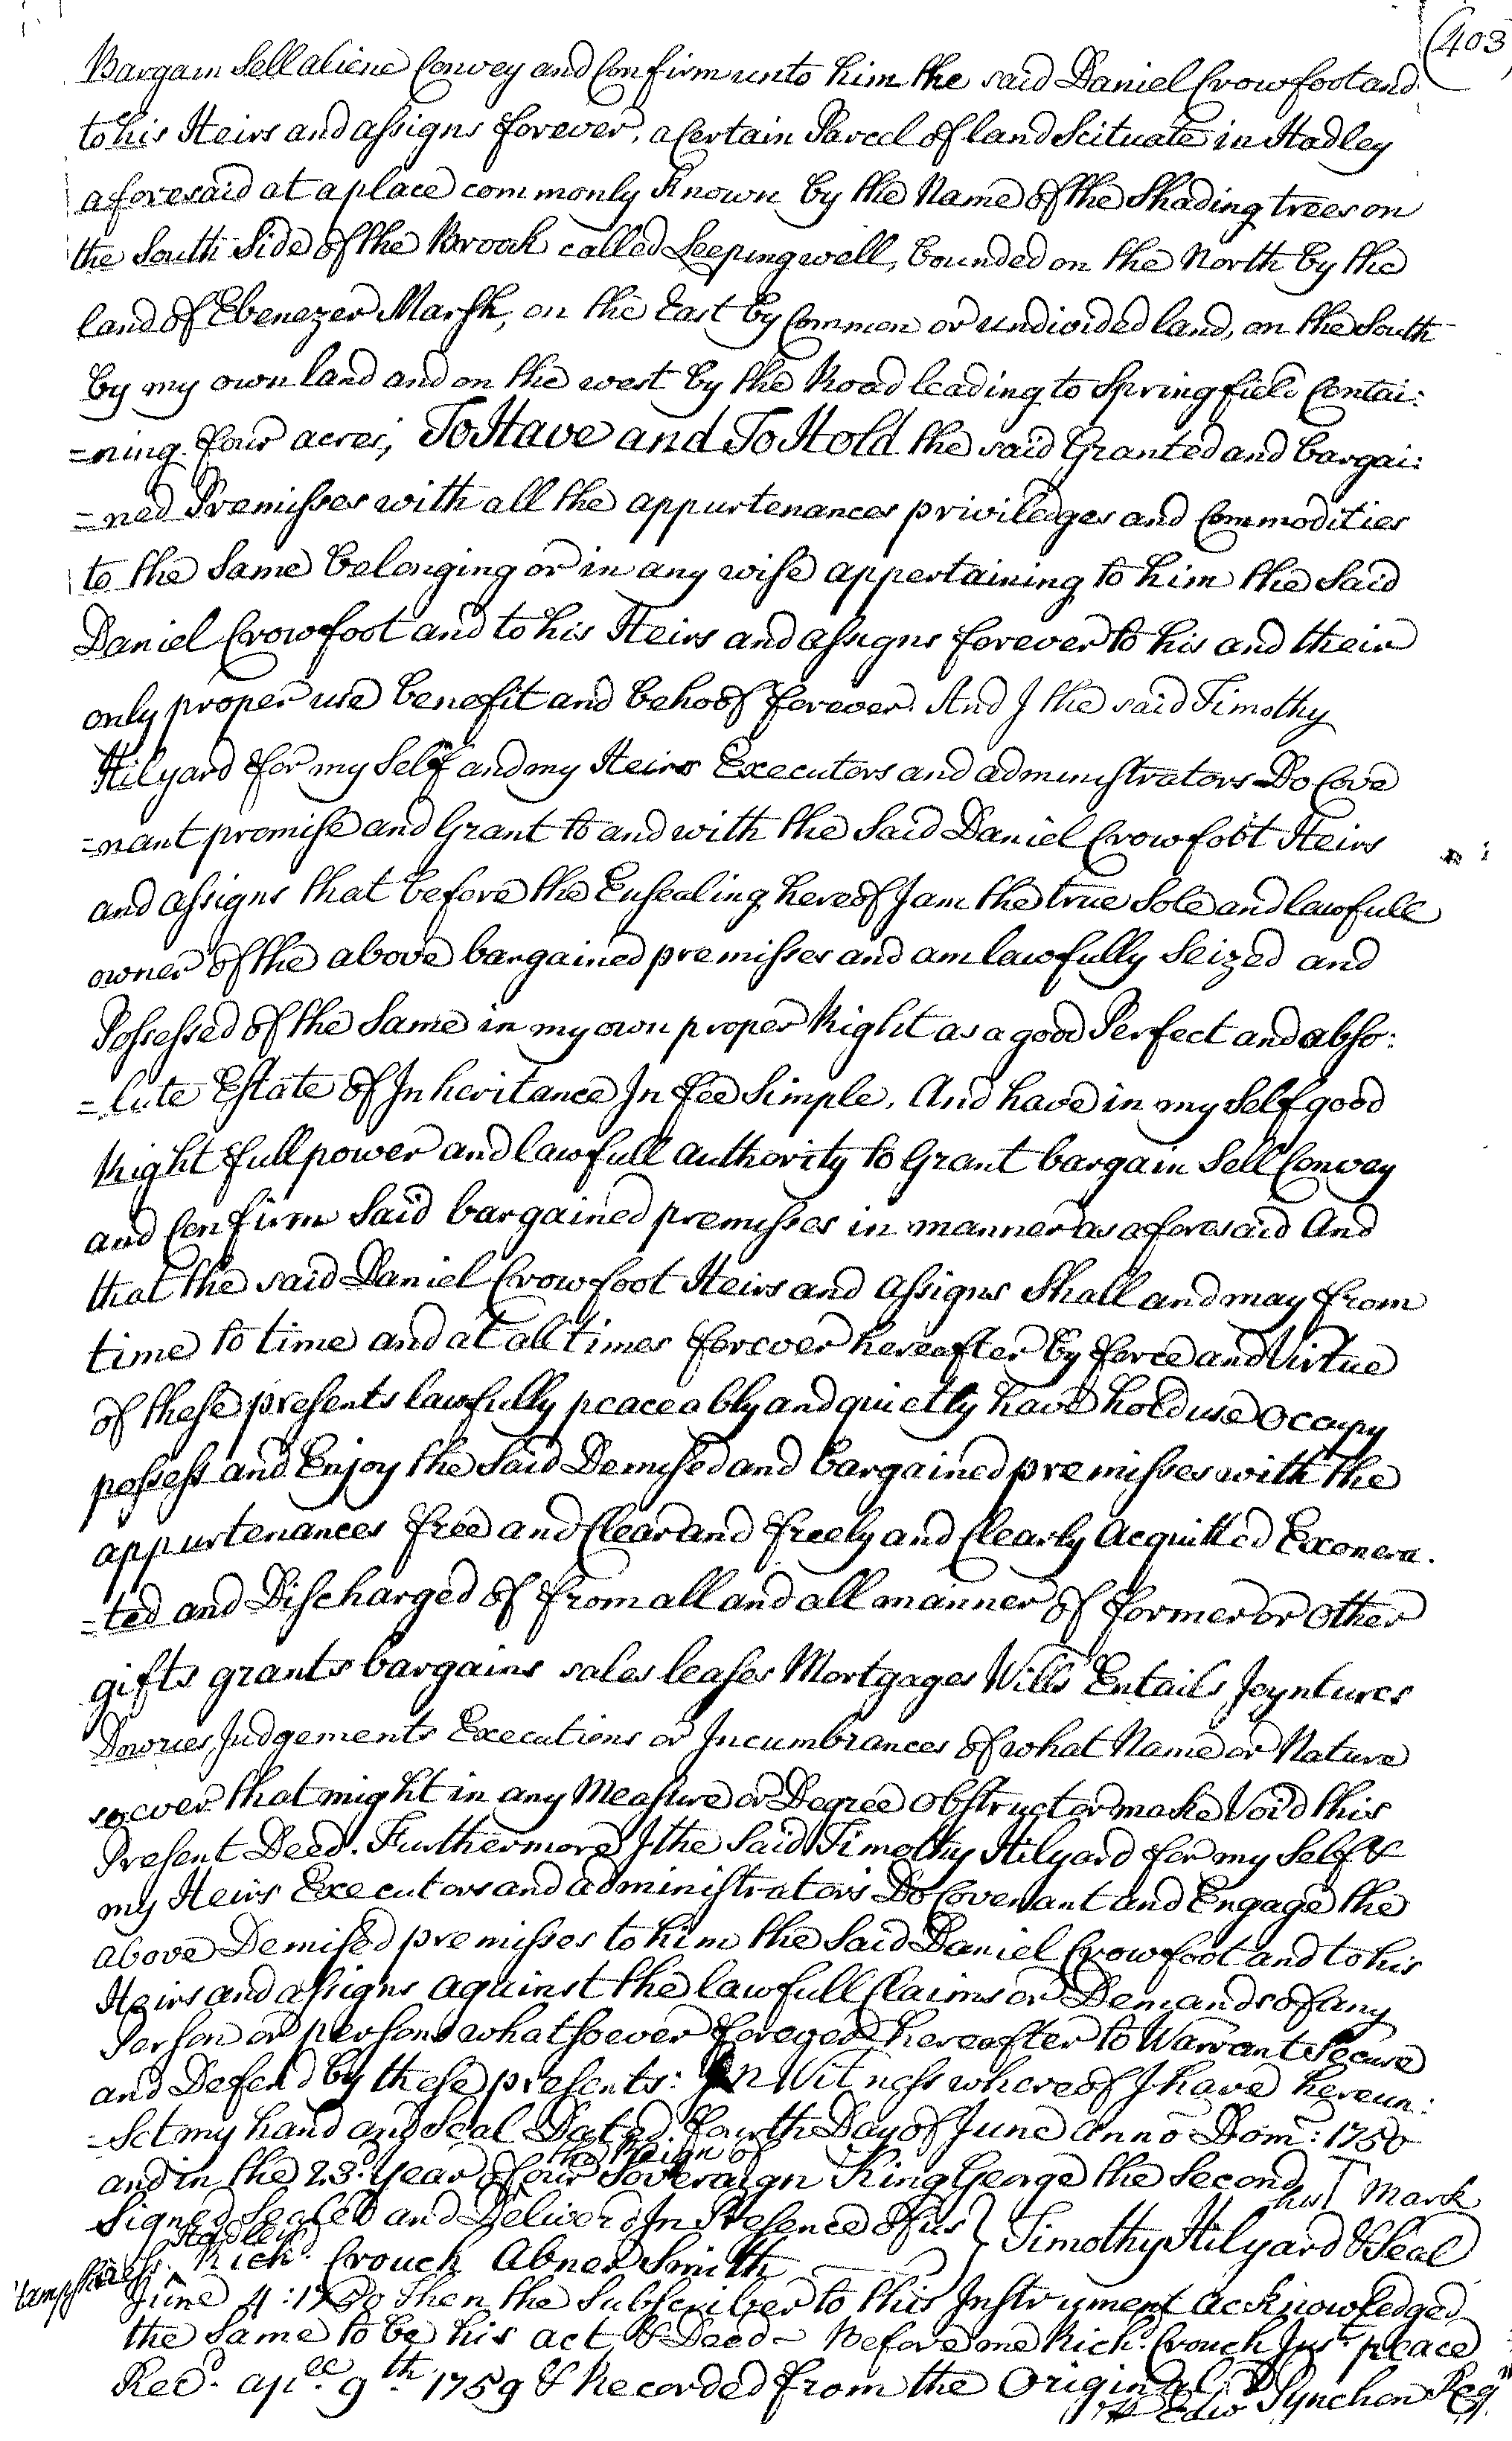 (403
Bargain Sell aliene Convey and Confirm unto him the said Daniel Crowfoot and
to his Heirs and assigns forever, a Certain Parcel of land Scituate in Hadley
aforesaid at a place commonly Known by the Name of the Shading trees on
the South Side of the Brook called Leepingwell, bounded on the North by the
land of Ebenezer Marsh, on the East by Common or undivided land, on the South
by my own land and on the west by the Road leading to Springfield Contai:
=ning four acres, To Have and To Hold the said Granted and bargai:
=ned Premisses with all the appurtenances priviledges and Commodities
to the Same belonging or in any wise appertaining to him the Said
Daniel Crowfoot and to his Heirs and assigns forever to his and their
only proper use benefit and behoof forever. And I the said Timothy
Hilyard for my Self and my Heirs Executors and administrators Do Cove
=nant promise and Grant to and with the Said Daniel Crowfoot Heirs
and assigns that before the Ensealing hereof I am the true Sole and lawfull
owner of the above bargained premisses and am lawfully Seized and
Possessed of the Same in my own proper Right as a good Perfect and abso:
=lute Estate of Inheritance In fee Simple. And have in my Self good
Right full power and lawfull authority to Grant bargain Sell Convey
and Confirm Said bargained premisses in manner as aforesaid And
that the said Daniel Crowfoot Heirs and assigns Shall and may from
time to time and at all times forever hereafter by force and Virtue
of these presents lawfully peaceably and quietly have hold use occupy
possess and Enjoy the Said Demised and bargained premisses with the
appurtenances free and Clear and freely and Clearly Acquitted Exonera.
=ted and Discharged of from all and all manner of former or other
gifts grants bargains sales leases Mortgages Wills Entails Joyntures
Dowries, Judgements Executions or Incumbrances of what Name or Nature
soever that might in any Measure or Degree obstruct or make Void this
Present Deed. Furthermore I the Said Timothy Hilyard for my Self &
my Heirs Executors and administrators Do Covenant and Engage the
above Demised premisses to him the Said Daniel Crowfoot and to his
Heirs and assigns against the lawfull Claims or Demands of any
Person or persons whatsoever forever hereafter to Warrant Secure
and Defend by these presents: In Witness whereof I have hereun:
=Set my hand and Seal Dated fourth Day of June anno Dom: 1750
the Reign of
and in the 23d. Year of our Soveraign King George the Second
his T Mark
Signed Sealed and Deliverd In Presence of us } Timothy Hilyard & Seal
Richd. Crouch Abner Smith
Hampshire ss. Hadley
June 4: 1750 Then the Subscriber to this Instrument acknowledged
the Same to be his act & Deed - Before me Richd. Crouch Just. peace
Recd. apll. 9th 1759 & Recorded from the Original
Edwd Pynchon Regr.